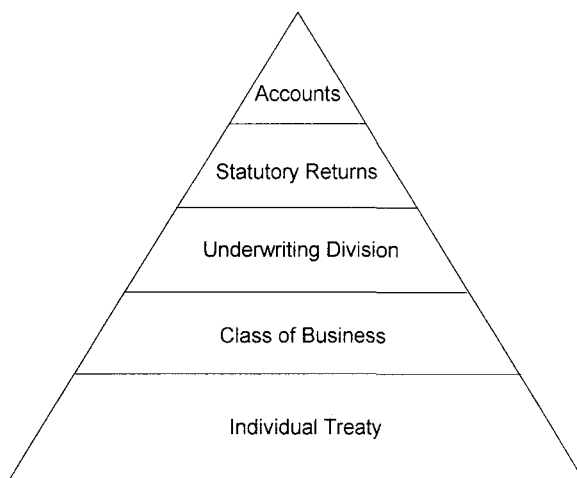 Accounts
Statutory Returns
Underwriting Division
Class of Business
Individual Treaty